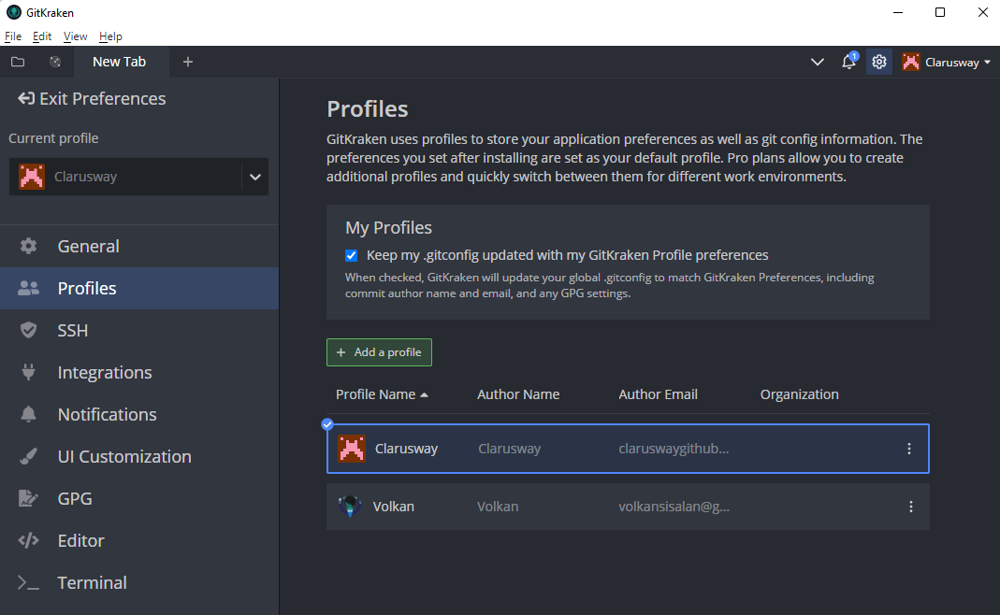 GitKraken
File Edit View Help
New Tab
1
Clarusway
Exit Preferences
Current profile
Clarusway
General
Profiles
SSH
Integrations
Notifications
UI Customization
GPG
Editor
Terminal
Profiles
GitKraken uses profiles to store your application preferences as well as git config information. The
preferences you set after installing are set as your default profile. Pro plans allow you to create
additional profiles and quickly switch between them for different work environments.
My Profiles
Keep my .gitconfig updated with my GitKraken Profile preferences
When checked, GitKraken will update your global .gitconfig to match GitKraken Preferences, including
commit author name and email, and any GPG settings.
Add a profile
Profile Name Author Name Author Email Organization
Clarusway Clarusway claruswaygithub...
Volkan Volkan volkansisalan@g...